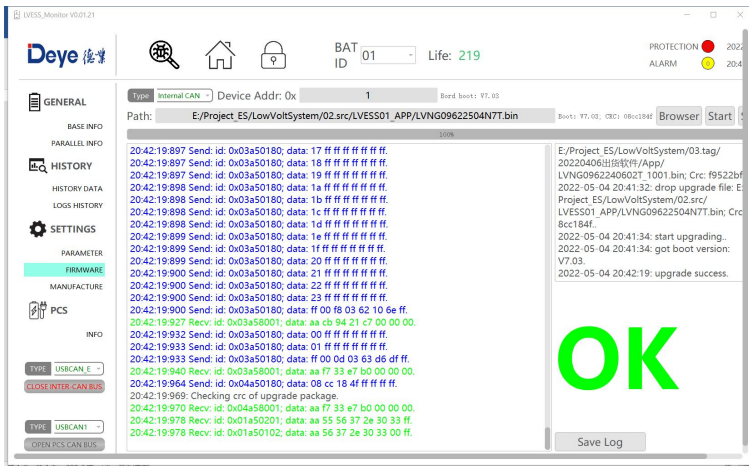 LVESS_Monitor V0.01.21
Deye 德業
BAT
ID
01
Life: 219
PROTECTION
2022
ALARM
0
20:4
GENERAL
BASE INFO
PARALLEL INFO
HISTORY
HISTORY DATA
LOGS HISTORY
SETTINGS
PARAMETER
FIRMWARE
MANUFACTURE
PCS
INFO
TYPE USBCAN_E
CLOSE INTER-CAN BUS
TYPE USBCAN1
OPEN PCS CAN BUS
Type Internal CAN Device Addr: 0x 1 Bord boot: V7.03
Path: E:/Project_ES/LowVoltSystem/02.src/LVESS01_APP/LVNG09622504N7T.bin Boot: V7.03, CRC: 08cc184f Browser Start S
100%
20:42:19:897 Send: id: 0x03a50180; data: 17 ff ff ff ff ff ff ff.
20:42:19:897 Send: id: 0x03a50180; data: 18 ff ff ff ff ff ff ff.
20:42:19:897 Send: id: 0x03a50180; data: 19 ff ff ff ff ff ff ff.
20:42:19:898 Send: id: 0x03a50180; data: 1a ff ff ff ff ff ff ff.
20:42:19:898 Send: id: 0x03a50180; data: 1b ff ff ff ff ff ff ff.
20:42:19:898 Send: id: 0x03a50180; data: 1c ff ff ff ff ff ff ff.
20:42:19:898 Send: id: 0x03a50180; data: 1d ff ff ff ff ff ff ff.
20:42:19:899 Send: id: 0x03a50180; data: 1e ff ff ff ff ff ff ff.
20:42:19:899 Send: id: 0x03a50180; data: 1f ff ff ff ff ff ff ff.
20:42:19:899 Send: id: 0x03a50180; data: 20 ff ff ff ff ff ff ff.
20:42:19:900 Send: id: 0x03a50180; data: 21 ff ff ff ff ff ff ff.
20:42:19:900 Send: id: 0x03a50180; data: 22 ff ff ff ff ff ff ff.
20:42:19:900 Send: id: 0x03a50180; data: 23 ff ff ff ff ff ff ff.
20:42:19:900 Send: id: 0x03a50180; data: ff 00 f8 03 62 10 6e ff.
20:42:19:927 Recv: id: 0x03a58001; data: aa cb 94 21 c7 00 00 00.
20:42:19:932 Send: id: 0x03a50180; data: 00 ff ff ff ff ff ff ff.
20:42:19:933 Send: id: 0x03a50180; data: 01 ff ff ff ff ff ff ff.
20:42:19:933 Send: id: 0x03a50180; data: ff 00 0d 03 63 d6 df ff.
20:42:19:940 Recv: id: 0x03a58001; data: aa f7 33 e7 b0 00 00 00.
20:42:19:964 Send: id: 0x04a50180; data: 08 cc 18 4f ff ff ff ff.
20:42:19:969: Checking crc of upgrade package.
20:42:19:970 Recv: id: 0x04a58001; data: aa f7 33 e7 b0 00 00 00.
20:42:19:978 Recv: id: 0x01a50201; data: aa 55 56 37 2e 30 33 ff.
20:42:19:978 Recv: id: 0x01a50102; data: aa 56 37 2e 30 33 00 ff.
E:/Project_ES/LowVoltSystem/03.tag/
20220406出货软件/App/
LVNG0962240602T_1001.bin; Crc: f9522bf
2022-05-04 20:41:32: drop upgrade file: E:
Project_ES/LowVoltSystem/02.src/
LVESS01_APP/LVNG09622504N7T.bin; Crc
8cc184f..
2022-05-04 20:41:34: start upgrading..
2022-05-04 20:41:34: got boot version:
V7.03.
2022-05-04 20:42:19: upgrade success.
OK
Save Log